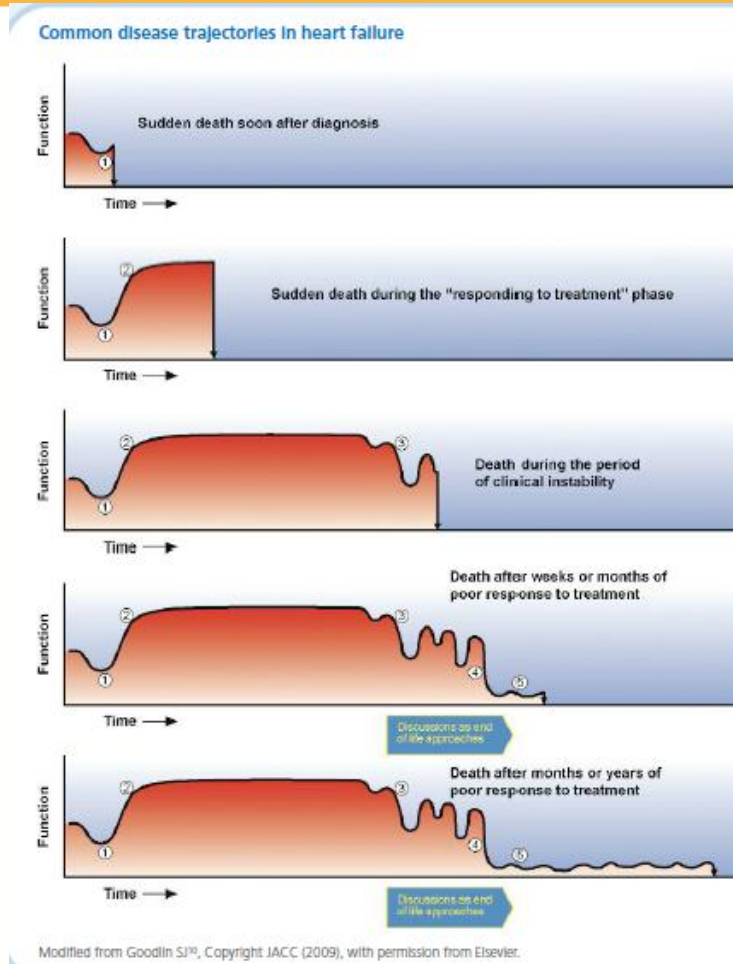 Common disease trajectories in heart failure
Function
Sudden death soon after diagnosis
①
Time →
Function
②
Sudden death during the "responding to treatment" phase
①
Time →
Function
②
③
Death during the period
of clinical instability
①
Time →
Death after weeks or months of
poor response to treatment
Function
②
③
①
④
⑤
Time →
Discussions as end
of life approaches
Death after months or years of
poor response to treatment
Function
②
③
①
④
⑤
Time →
Discussions as end
of life approaches
Modified from Goodlin SJ¹⁰, Copyright JACC (2009), with permission from Elsevier.